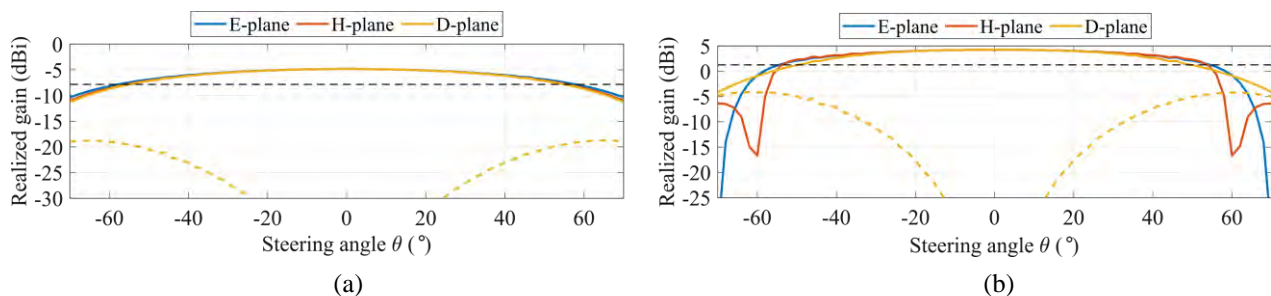 E-plane H-plane D-plane
Realized gain (dBi)
0
-5
-10
-15
-20
-25
-30
-60 -40 -20 0 20 40 60
Steering angle θ (°)
(a)
E-plane H-plane D-plane
Realized gain (dBi)
5
0
-5
-10
-15
-20
-25
-60 -40 -20 0 20 40 60
Steering angle θ (°)
(b)